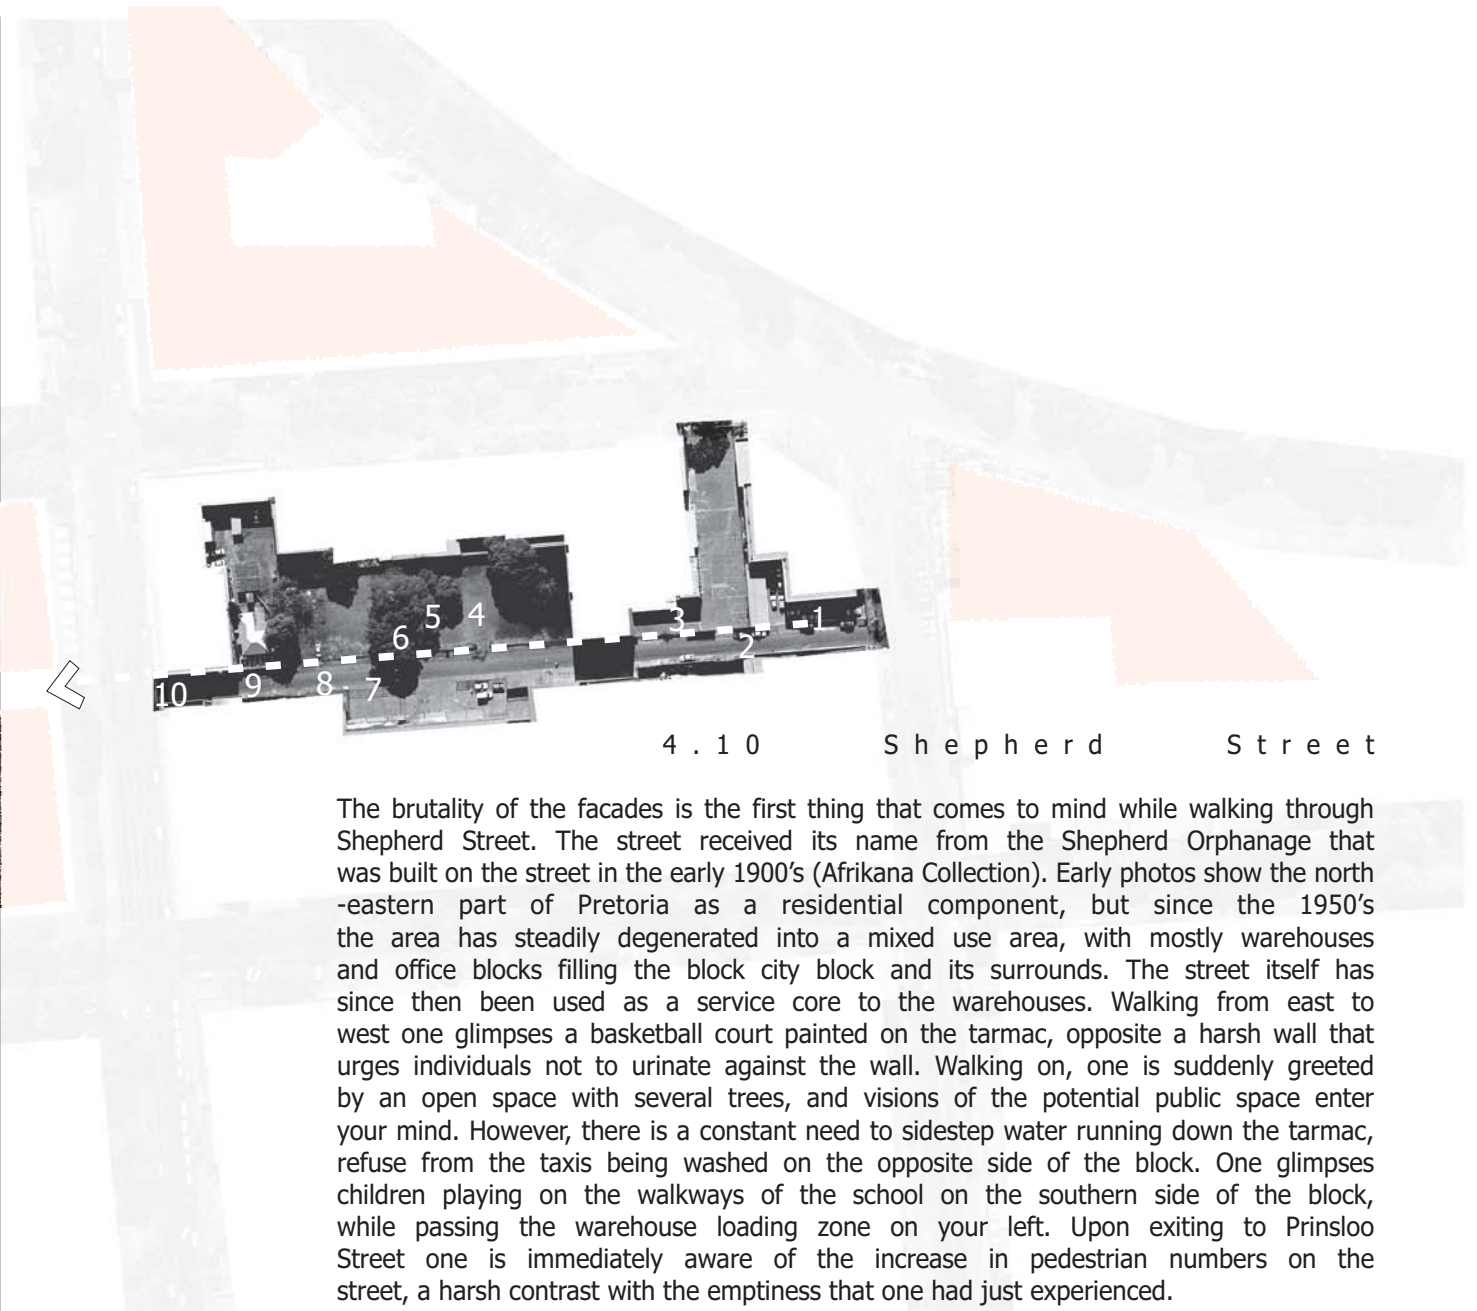 3
1
5
4
6
2
9
8
7
10
4.10 Shepherd Street
The brutality of the facades is the first thing that comes to mind while walking through
Shepherd Street. The street received its name from the Shepherd Orphanage that
was built on the street in the early 1900’s (Afrikana Collection). Early photos show the north
-eastern part of Pretoria as a residential component, but since the 1950’s
the area has steadily degenerated into a mixed use area, with mostly warehouses
and office blocks filling the block city block and its surrounds. The street itself has
since then been used as a service core to the warehouses. Walking from east to
west one glimpses a basketball court painted on the tarmac, opposite a harsh wall that
urges individuals not to urinate against the wall. Walking on, one is suddenly greeted
by an open space with several trees, and visions of the potential public space enter
your mind. However, there is a constant need to sidestep water running down the tarmac,
refuse from the taxis being washed on the opposite side of the block. One glimpses
children playing on the walkways of the school on the southern side of the block,
while passing the warehouse loading zone on your left. Upon exiting to Prinsloo
Street one is immediately aware of the increase in pedestrian numbers on the
street, a harsh contrast with the emptiness that one had just experienced.